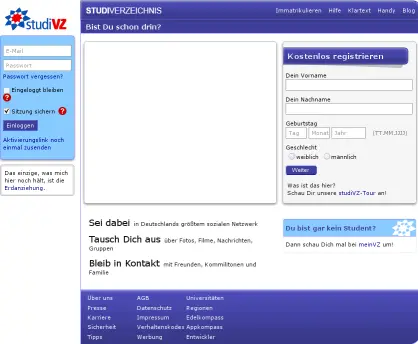 studiVZ
STUDIVERZEICHNIS
Immatrikulieren Hilfe Klartext Handy Blog
Bist Du schon drin?
E-Mail
Passwort
Passwort vergessen?
Eingeloggt bleiben
?
Sitzung sichern ?
Einloggen
Aktivierungslink noch
einmal zusenden
Das einzige, was mich
hier noch hält, ist die
Erdanziehung.
Kostenlos registrieren
Dein Vorname
Dein Nachname
Geburtstag
Tag Monat Jahr (TT.MM.JJJJ)
Geschlecht
weiblich männlich
Weiter
Was ist das hier?
Schau Dir unsere studiVZ-Tour an!
Sei dabei in Deutschlands größtem sozialen Netzwerk
Tausch Dich aus über Fotos, Filme, Nachrichten,
Gruppen
Bleib in Kontakt mit Freunden, Kommilitonen und
Familie
Du bist gar kein Student?
Dann schau Dich mal bei meinVZ um!
Über uns AGB Universitäten
Presse Datenschutz Regionen
Karriere Impressum Edelkompass
Sicherheit Verhaltenskodex Appkompass
Tipps Werbung Entwickler